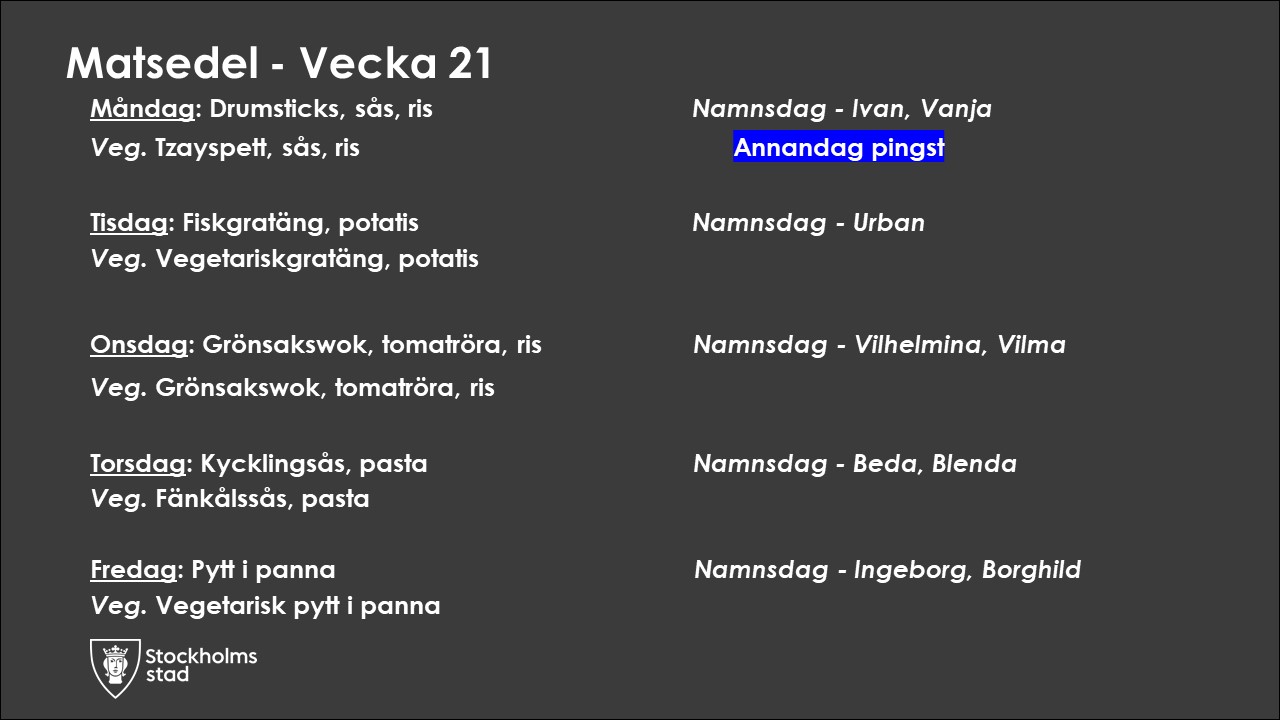 Matsedel - Vecka 21
Måndag: Drumsticks, sås, ris
Namnsdag - Ivan, Vanja
Veg. Tzayspett, sås, ris
Annandag pingst
Tisdag: Fiskgratäng, potatis
Namnsdag - Urban
Veg. Vegetariskgratäng, potatis
Onsdag: Grönsakswok, tomatröra, ris
Namnsdag - Vilhelmina, Vilma
Veg. Grönsakswok, tomatröra, ris
Torsdag: Kycklingsås, pasta
Namnsdag - Beda, Blenda
Veg. Fänkålssås, pasta
Fredag: Pytt i panna
Namnsdag - Ingeborg, Borghild
Veg. Vegetarisk pytt i panna
Stockholms
stad